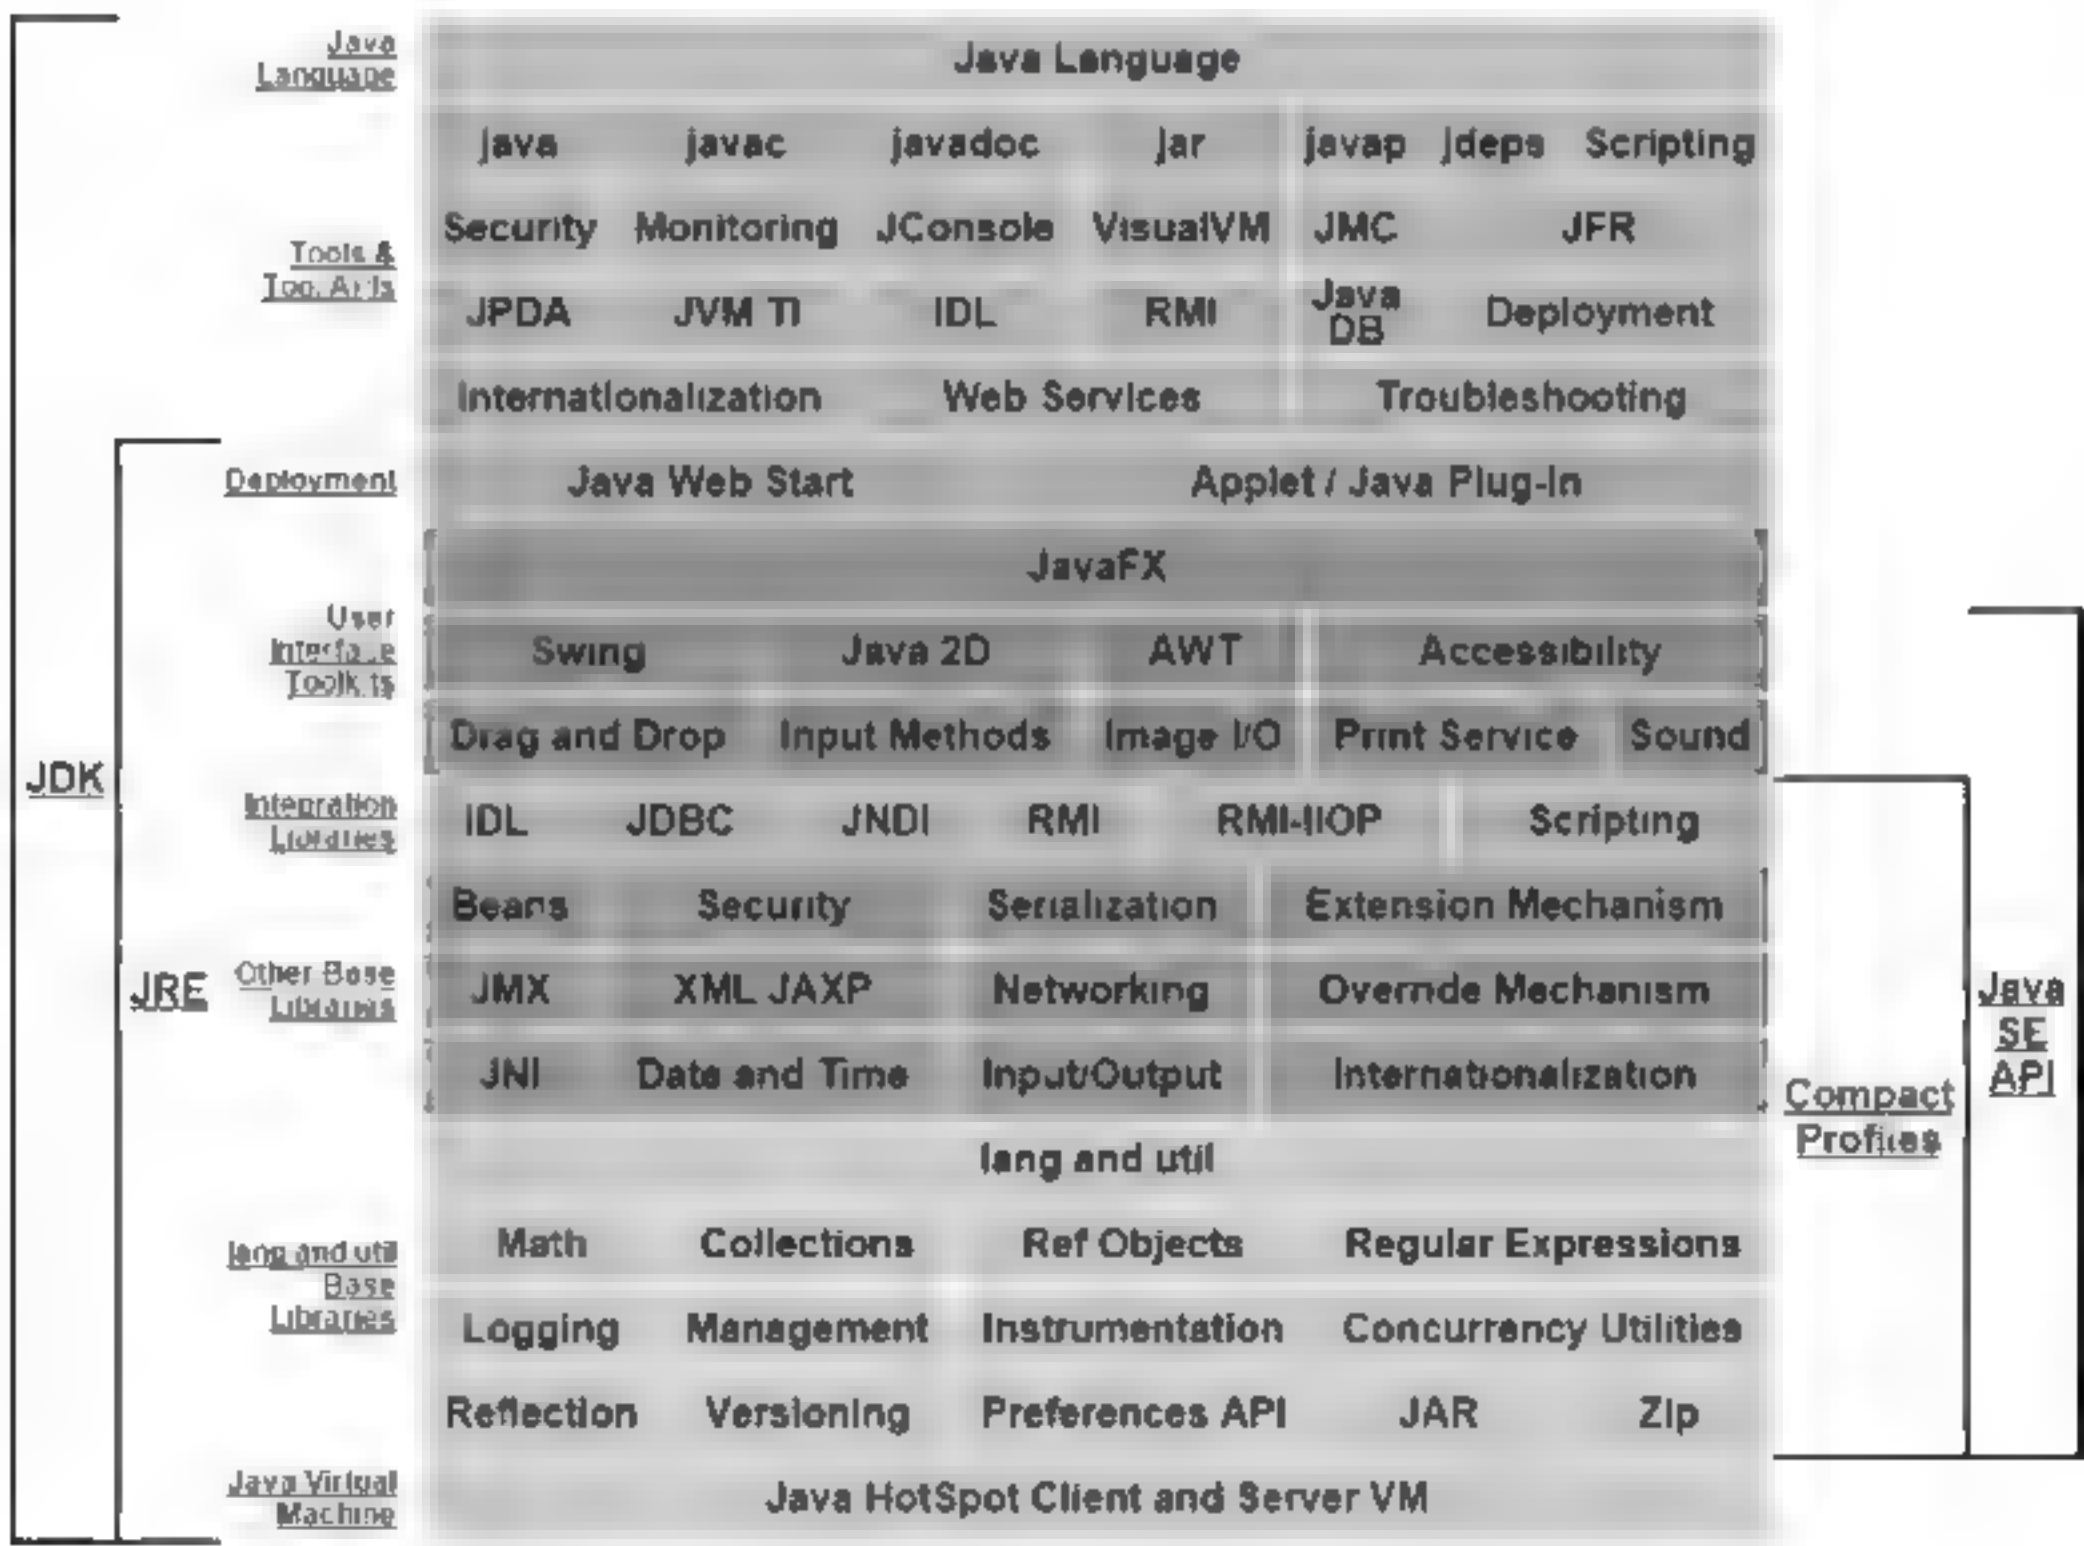 Java
Language
Java Language
java javac javadoc jar javap jdeps Scripting
Tools &
Security Monitoring JConsole VisualVM JMC JFR
JPDA JVM TI IDL RMI Java DB Deployment
Internationalization Web Services Troubleshooting
Deployment
Java Web Start Applet / Java Plug-In
JavaFX
User
Interface
Toolkits
Swing Java 2D AWT Accessibility
Drag and Drop Input Methods Image I/O Print Service Sound
JDK
Integration
Libraries
IDL JDBC JNDI RMI RMI-IIOP Scripting
Beans Security Serialization Extension Mechanism
JRE
Other Base
Libraries
JMX XML JAXP Networking Override Mechanism
JNI Date and Time Input/Output Internationalization
Java
SE
API
Compact
Profiles
lang and util
lang and util
Base
Libraries
Math Collections Ref Objects Regular Expressions
Logging Management Instrumentation Concurrency Utilities
Reflection Versioning Preferences API JAR Zip
Java Virtual
Machine
Java HotSpot Client and Server VM